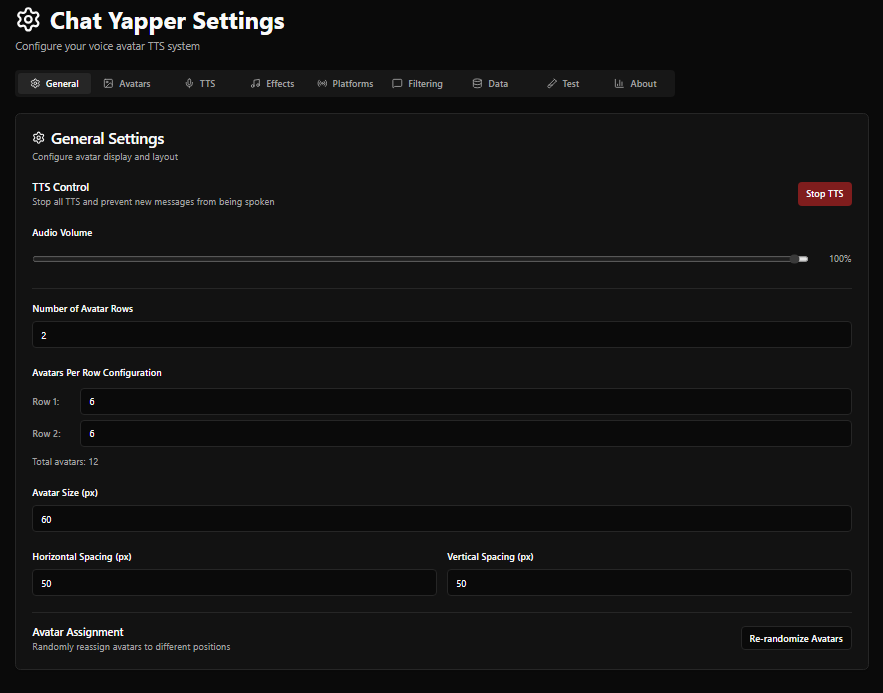 Chat Yapper Settings
Configure your voice avatar TTS system
General Avatars TTS Effects Platforms Filtering Data Test About
General Settings
Configure avatar display and layout
TTS Control
Stop all TTS and prevent new messages from being spoken
Stop TTS
Audio Volume
100%
Number of Avatar Rows
2
Avatars Per Row Configuration
Row 1: 6
Row 2: 6
Total avatars: 12
Avatar Size (px)
60
Horizontal Spacing (px) Vertical Spacing (px)
50 50
Avatar Assignment
Randomly reassign avatars to different positions
Re-randomize Avatars